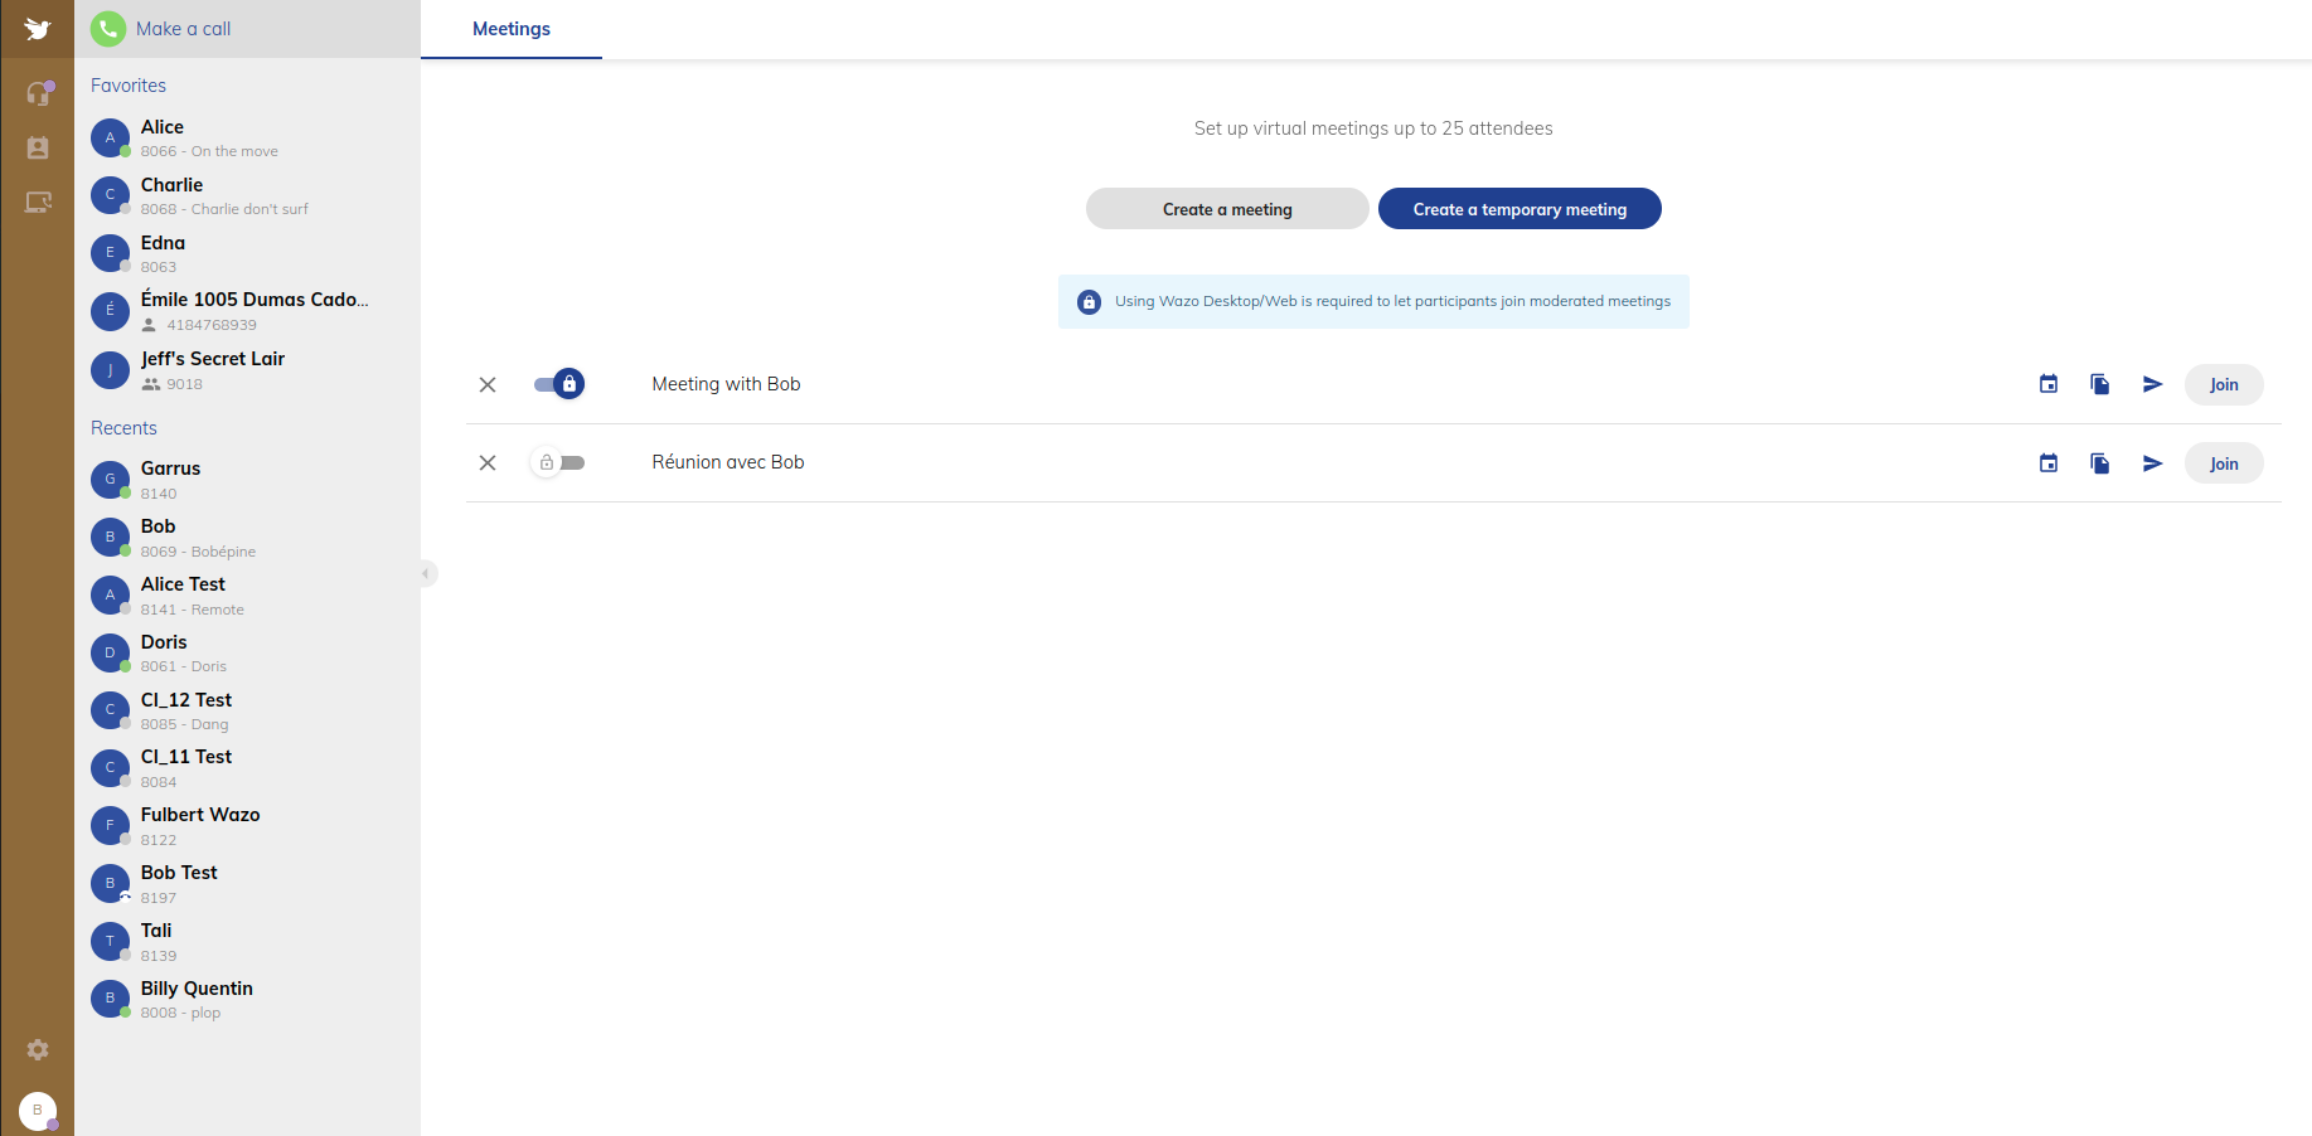 Make a call
Meetings
Favorites
A
Alice
8066 - On the move
C
Charlie
8068 - Charlie don't surf
E
Edna
8063
É
Émile 1005 Dumas Cado...
4184768939
J
Jeff's Secret Lair
9018
Recents
G
Garrus
8140
B
Bob
8069 - Bobépine
A
Alice Test
8141 - Remote
D
Doris
8061 - Doris
C
CI_12 Test
8085 - Dang
C
CI_11 Test
8084
F
Fulbert Wazo
8122
B
Bob Test
8197
T
Tali
8139
B
Billy Quentin
8008 - plop
B
Set up virtual meetings up to 25 attendees
Create a meeting
Create a temporary meeting
Using Wazo Desktop/Web is required to let participants join moderated meetings
Meeting with Bob
Join
Réunion avec Bob
Join